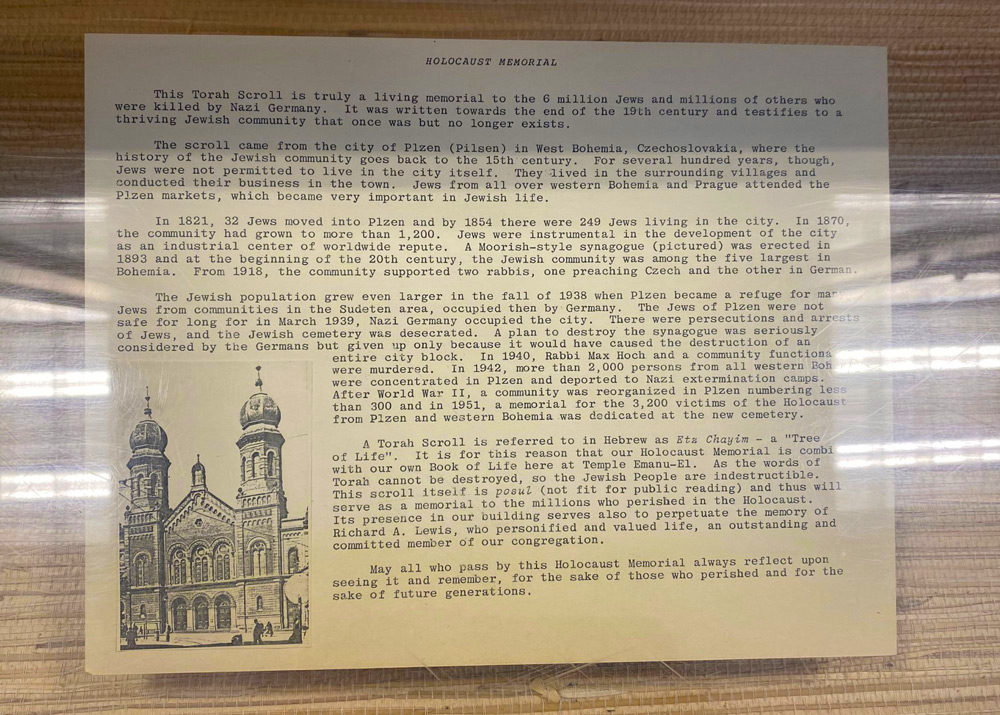 HOLOCAUST MEMORIAL
This Torah Scroll is truly a living memorial to the 6 million Jews and millions of others who
were killed by Nazi Germany. It was written towards the end of the 19th century and testifies to a
thriving Jewish community that once was but no longer exists.
The scroll came from the city of Plzen (Pilsen) in West Bohemia, Czechoslovakia, where the
history of the Jewish community goes back to the 15th century. For several hundred years, though,
Jews were not permitted to live in the city itself. They lived in the surrounding villages and
conducted their business in the town. Jews from all over western Bohemia and Prague attended the
Plzen markets, which became very important in Jewish life.
In 1821, 32 Jews moved into Plzen and by 1854 there were 249 Jews living in the city. In 1870,
the community had grown to more than 1,200. Jews were instrumental in the development of the city
as an industrial center of worldwide repute. A Moorish-style synagogue (pictured) was erected in
1893 and at the beginning of the 20th century, the Jewish community was among the five largest in
Bohemia. From 1918, the community supported two rabbis, one preaching Czech and the other in German.
The Jewish population grew even larger in the fall of 1938 when Plzen became a refuge for
Jews from communities in the Sudeten area, occupied then by Germany. The Jews of Plzen were not
safe for long for in March 1939, Nazi Germany occupied the city. There were persecutions and arrests
of Jews, and the Jewish cemetery was desecrated. A plan to destroy the synagogue was seriously
considered by the Germans but given up only because it would have caused the destruction of an
entire city block. In 1940, Rabbi Max Hoch and a community
were murdered. In 1942, more than 2,000 persons from all western
were concentrated in Plzen and deported to Nazi extermination camps.
After World War II, a community was reorganized in Plzen numbering less
than 300 and in 1951, a memorial for the 3,200 victims of the Holocaust
from Plzen and western Bohemia was dedicated at the new cemetery.
A Torah Scroll is referred to in Hebrew as Etz Chayim - a "Tree
of Life". It is for this reason that our Holocaust Memorial is
with our own Book of Life here at Temple Emanu-El. As the words of
Torah cannot be destroyed, so the Jewish People are indestructible.
This scroll itself is posul (not fit for public reading) and thus will
serve as a memorial to the millions who perished in the Holocaust.
Its presence in our building serves also to perpetuate the memory of
Richard A. Lewis, who personified and valued life, an outstanding and
committed member of our congregation.
May all who pass by this Holocaust Memorial always reflect upon
seeing it and remember, for the sake of those who perished and for the
sake of future generations.